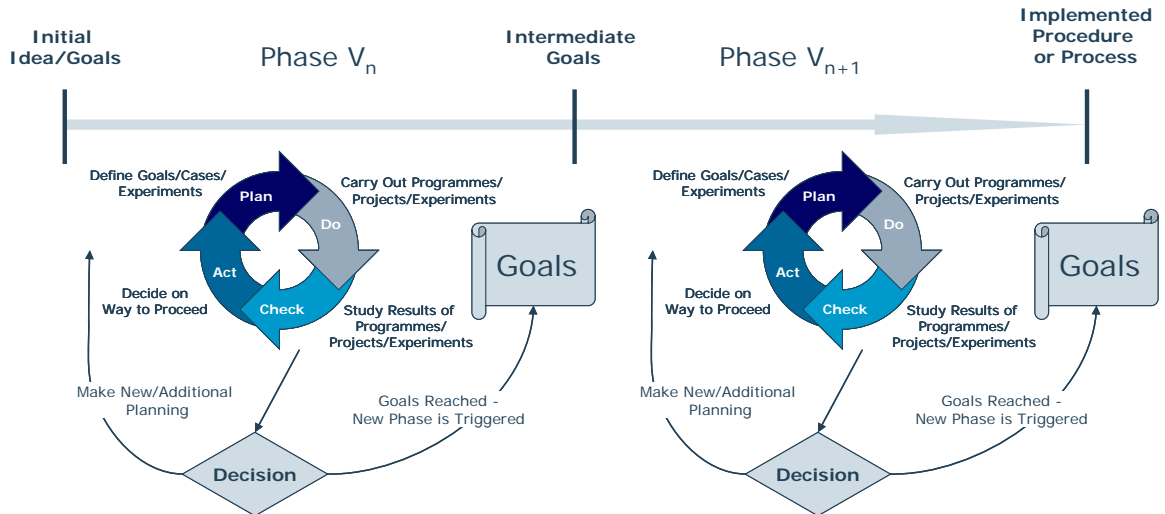 Initial
Idea/Goals
Phase Vn
Intermediate
Goals
Phase Vn+1
Implemented
Procedure
or Process
Define Goals/Cases/
Experiments
Plan
Carry Out Programmes/
Projects/Experiments
Do
Act
Check
Decide on
Way to Proceed
Study Results of
Programmes/
Projects/Experiments
Goals
Make New/Additional
Planning
Goals Reached -
New Phase is Triggered
Decision
Define Goals/Cases/
Experiments
Plan
Carry Out Programmes/
Projects/Experiments
Do
Act
Check
Decide on
Way to Proceed
Study Results of
Programmes/
Projects/Experiments
Goals
Make New/Additional
Planning
Goals Reached -
New Phase is Triggered
Decision